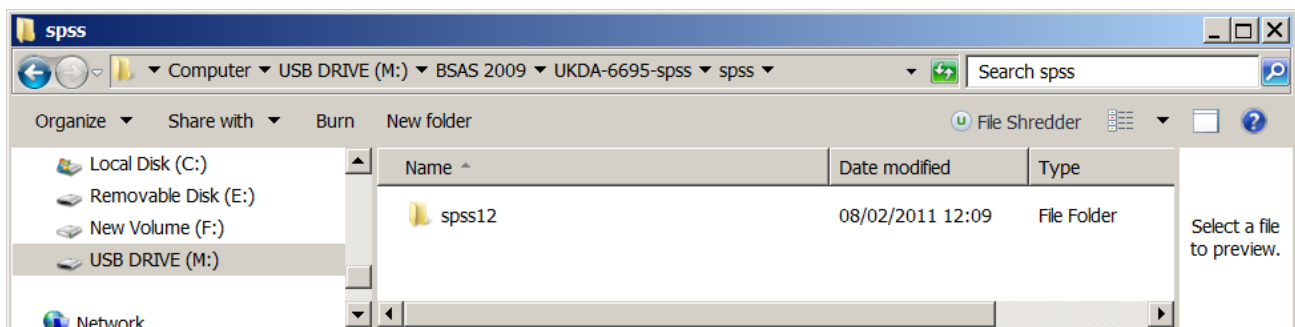 spss
Computer USB DRIVE (M:) BSAS 2009 UKDA-6695-spss spss Search spss
Organize Share with Burn New folder File Shredder
Local Disk (C:)
Removable Disk (E:)
New Volume (F:)
USB DRIVE (M:)
Network
Name Date modified Type
spss12 08/02/2011 12:09 File Folder
Select a file
to preview.